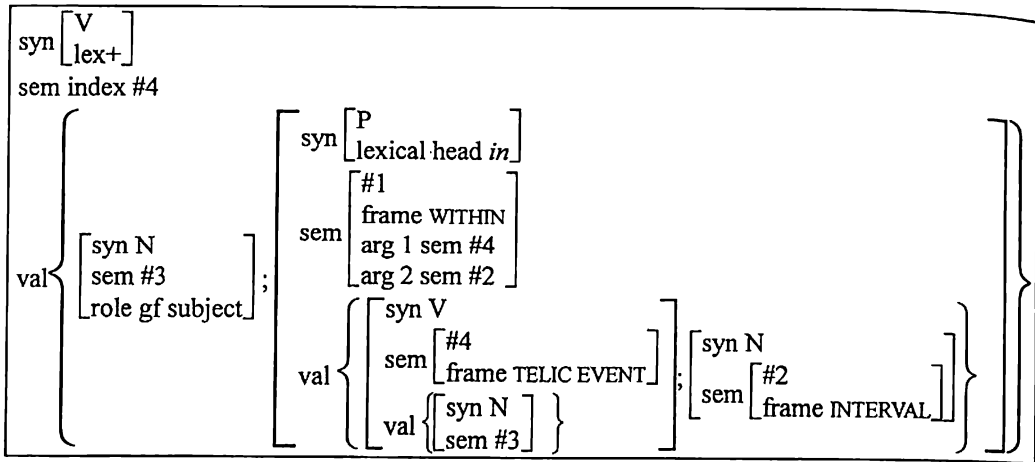 syn [V
lex+]
sem index #4
val { [syn N
sem #3
role gf subject] ; [ syn [P
lexical head in]
sem [#1
frame WITHIN
arg 1 sem #4
arg 2 sem #2]
val { [syn V
sem [#4
frame TELIC EVENT]
val {[syn N
sem #3]}] ; [syn N
sem [#2
frame INTERVAL]] } ] }